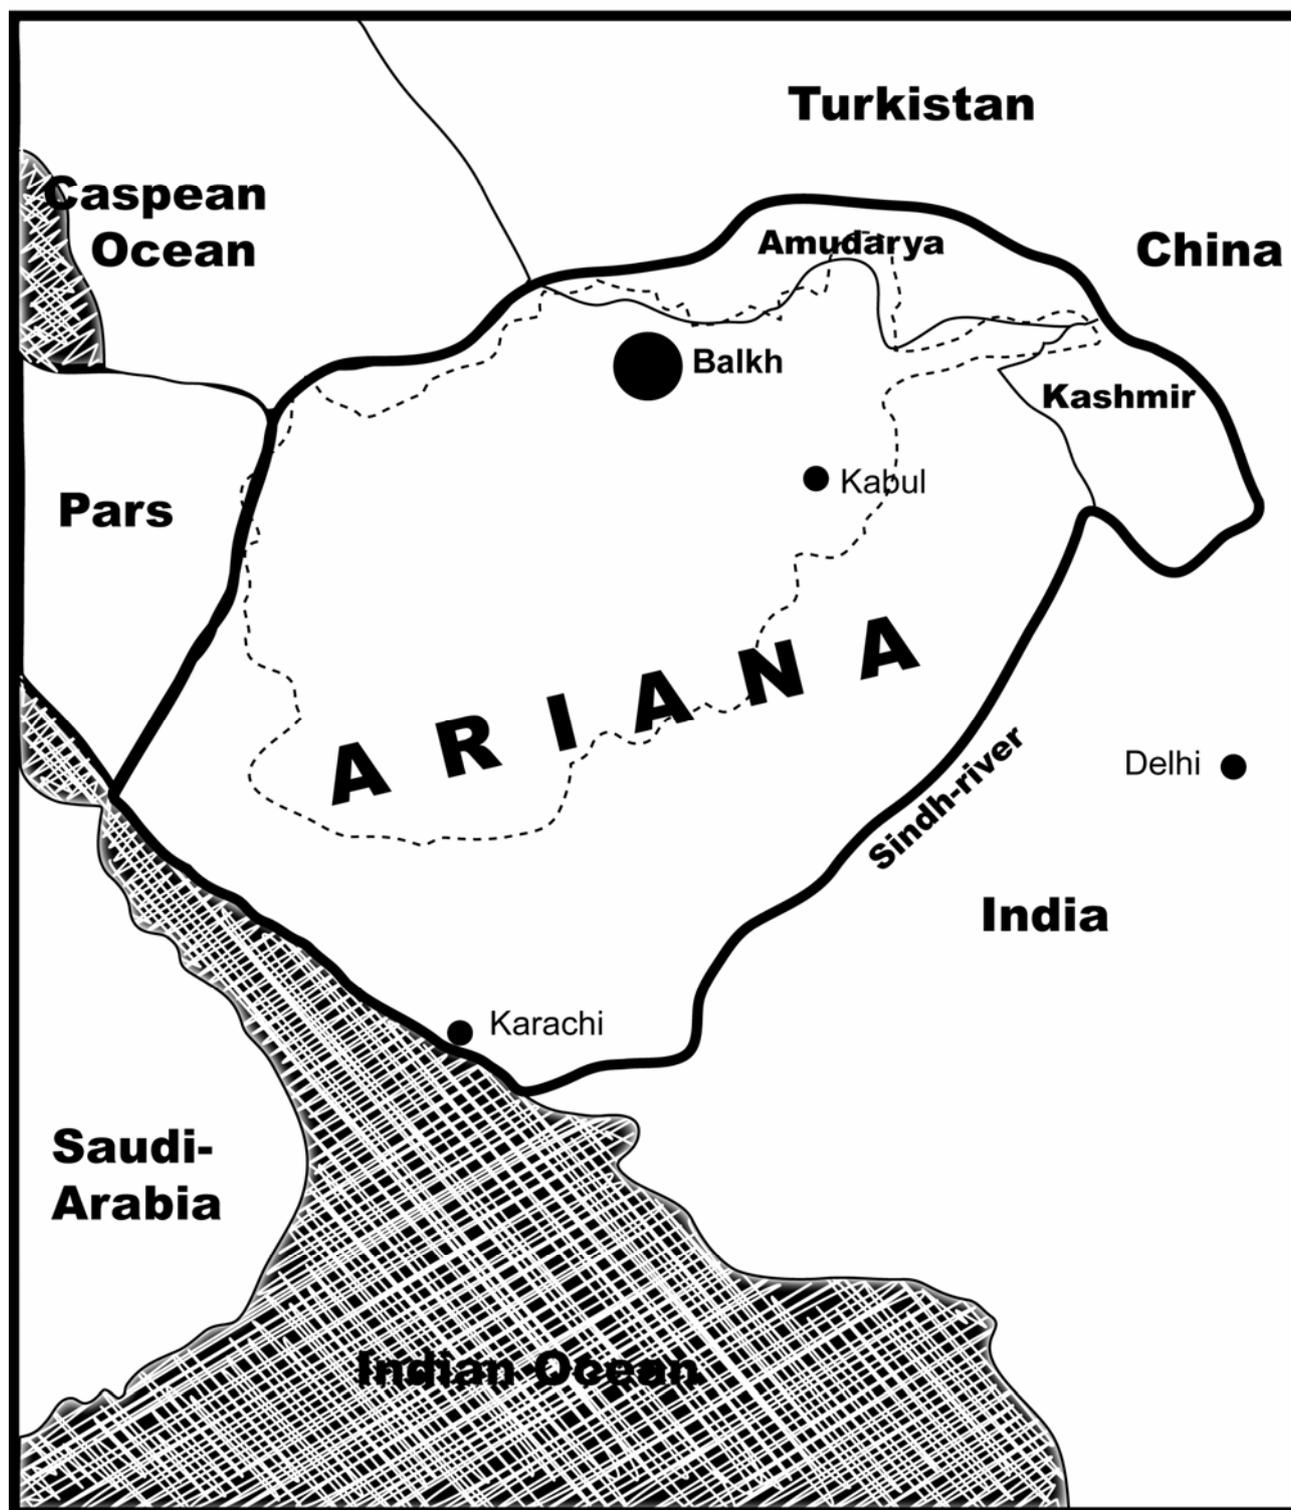 Turkistan
Caspean
Ocean
Amudarya
China
Balkh
Kashmir
Pars
Kabul
ARIANA
Sindh-river
Delhi
India
Karachi
Saudi-
Arabia
Indian Ocean